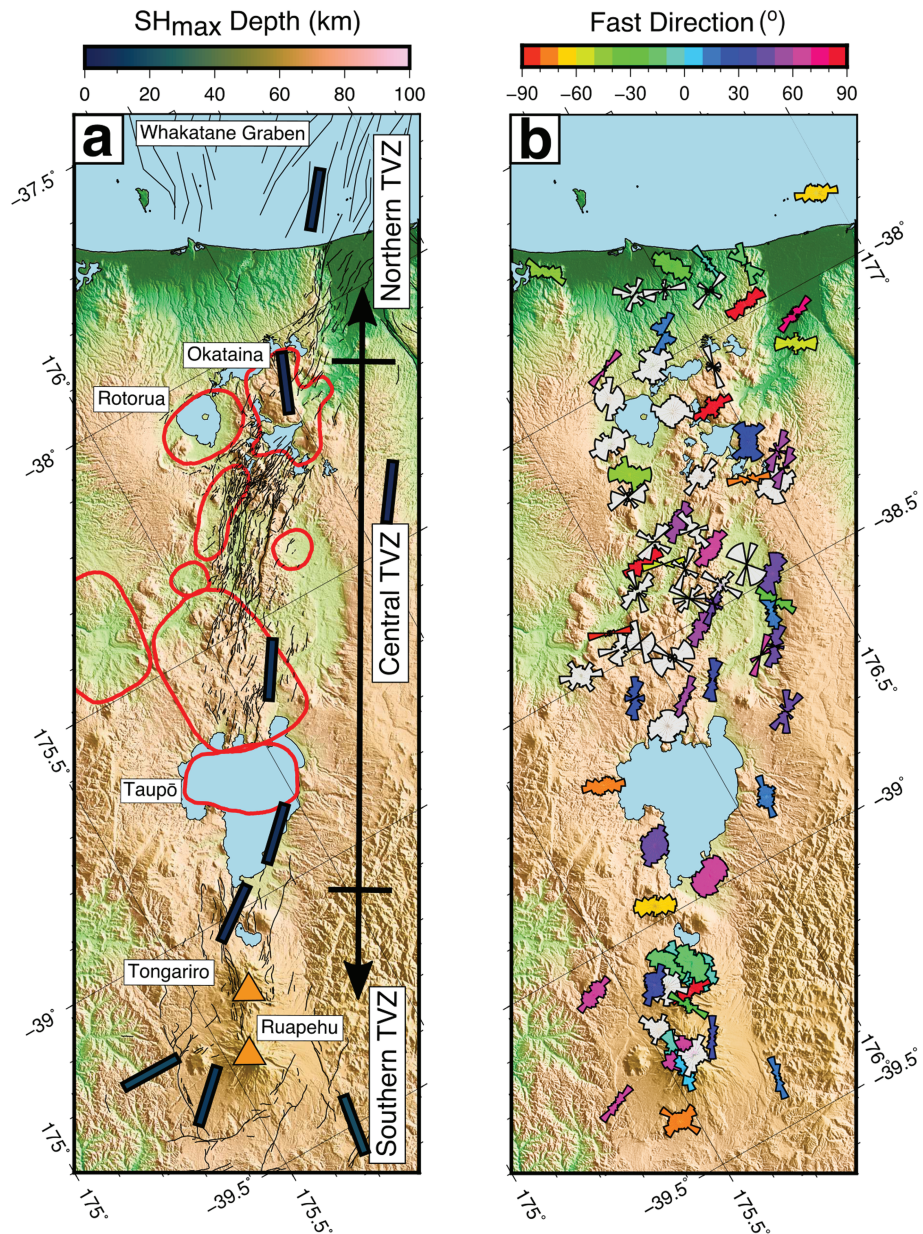 SHmax Depth (km)
0 20 40 60 80 100
Fast Direction (°)
−90 −60 −30 0 30 60 90
a
Whakatane Graben
Northern TVZ
−37.5°
Okataina
176°
Rotorua
−38°
Central TVZ
175.5°
Taupō
Tongariro
−39°
Ruapehu
Southern TVZ
175°
175°
−39.5°
175.5°
b
−38°
177°
−38.5°
176.5°
−39°
176°
−39.5°
175°
−39.5°
175.5°